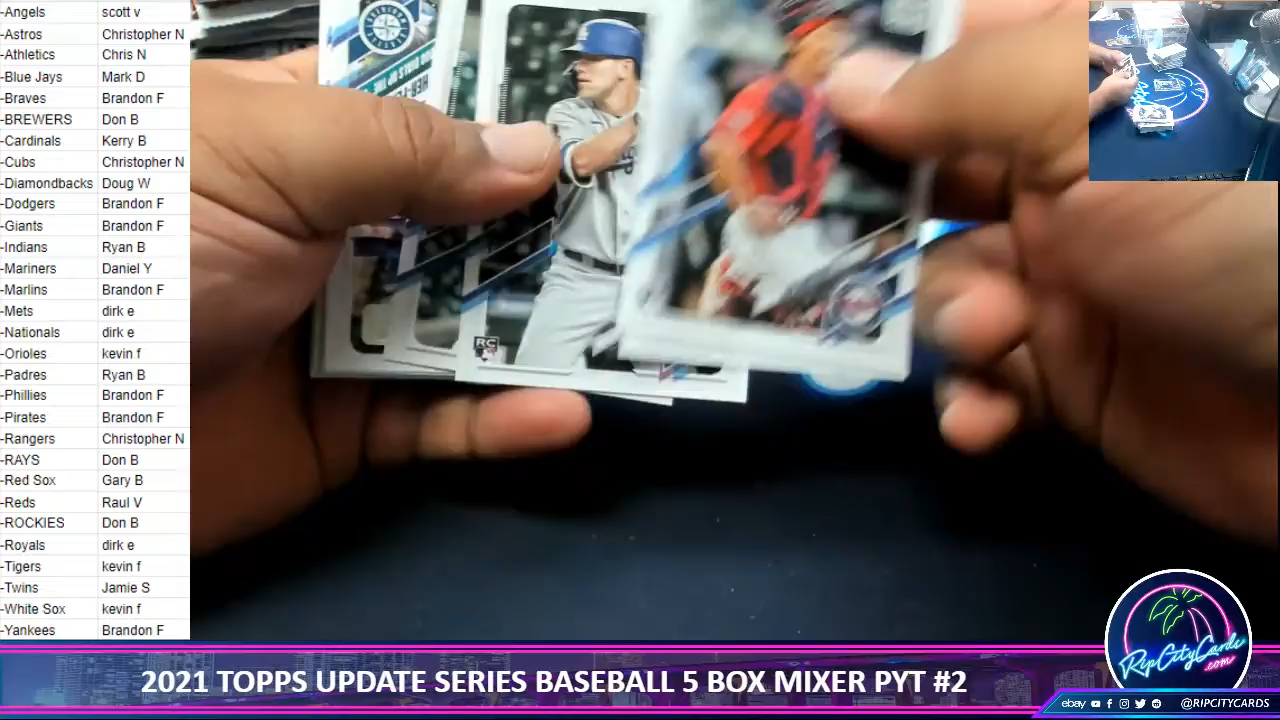 -Angels scott v
-Astros Christopher N
-Athletics Chris N
-Blue Jays Mark D
-Braves Brandon F
-BREWERS Don B
-Cardinals Kerry B
-Cubs Christopher N
-Diamondbacks Doug W
-Dodgers Brandon F
-Giants Brandon F
-Indians Ryan B
-Mariners Daniel Y
-Marlins Brandon F
-Mets dirk e
-Nationals dirk e
-Orioles kevin f
-Padres Ryan B
-Phillies Brandon F
-Pirates Brandon F
-Rangers Christopher N
-RAYS Don B
-Red Sox Gary B
-Reds Raul V
-ROCKIES Don B
-Royals dirk e
-Tigers kevin f
-Twins Jamie S
-White Sox kevin f
-Yankees Brandon F
RC
RipCityCards
.com
2021 TOPPS UPDATE SERIES BASEBALL 5 BOX MIXER PYT #2
ebay @RIPCITYCARDS